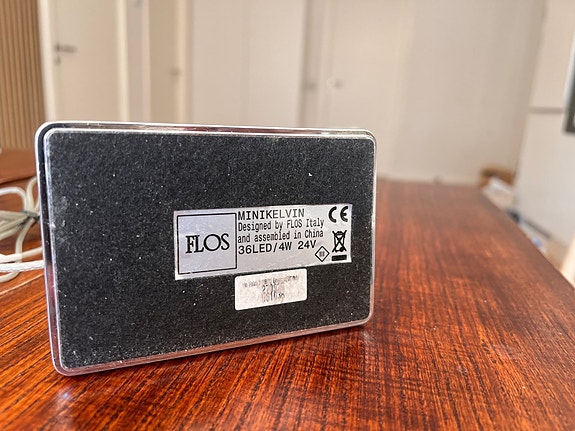 FLOS
MINIKELVIN
Designed by FLOS Italy
and assembled in China
36LED/4W 24V
CE